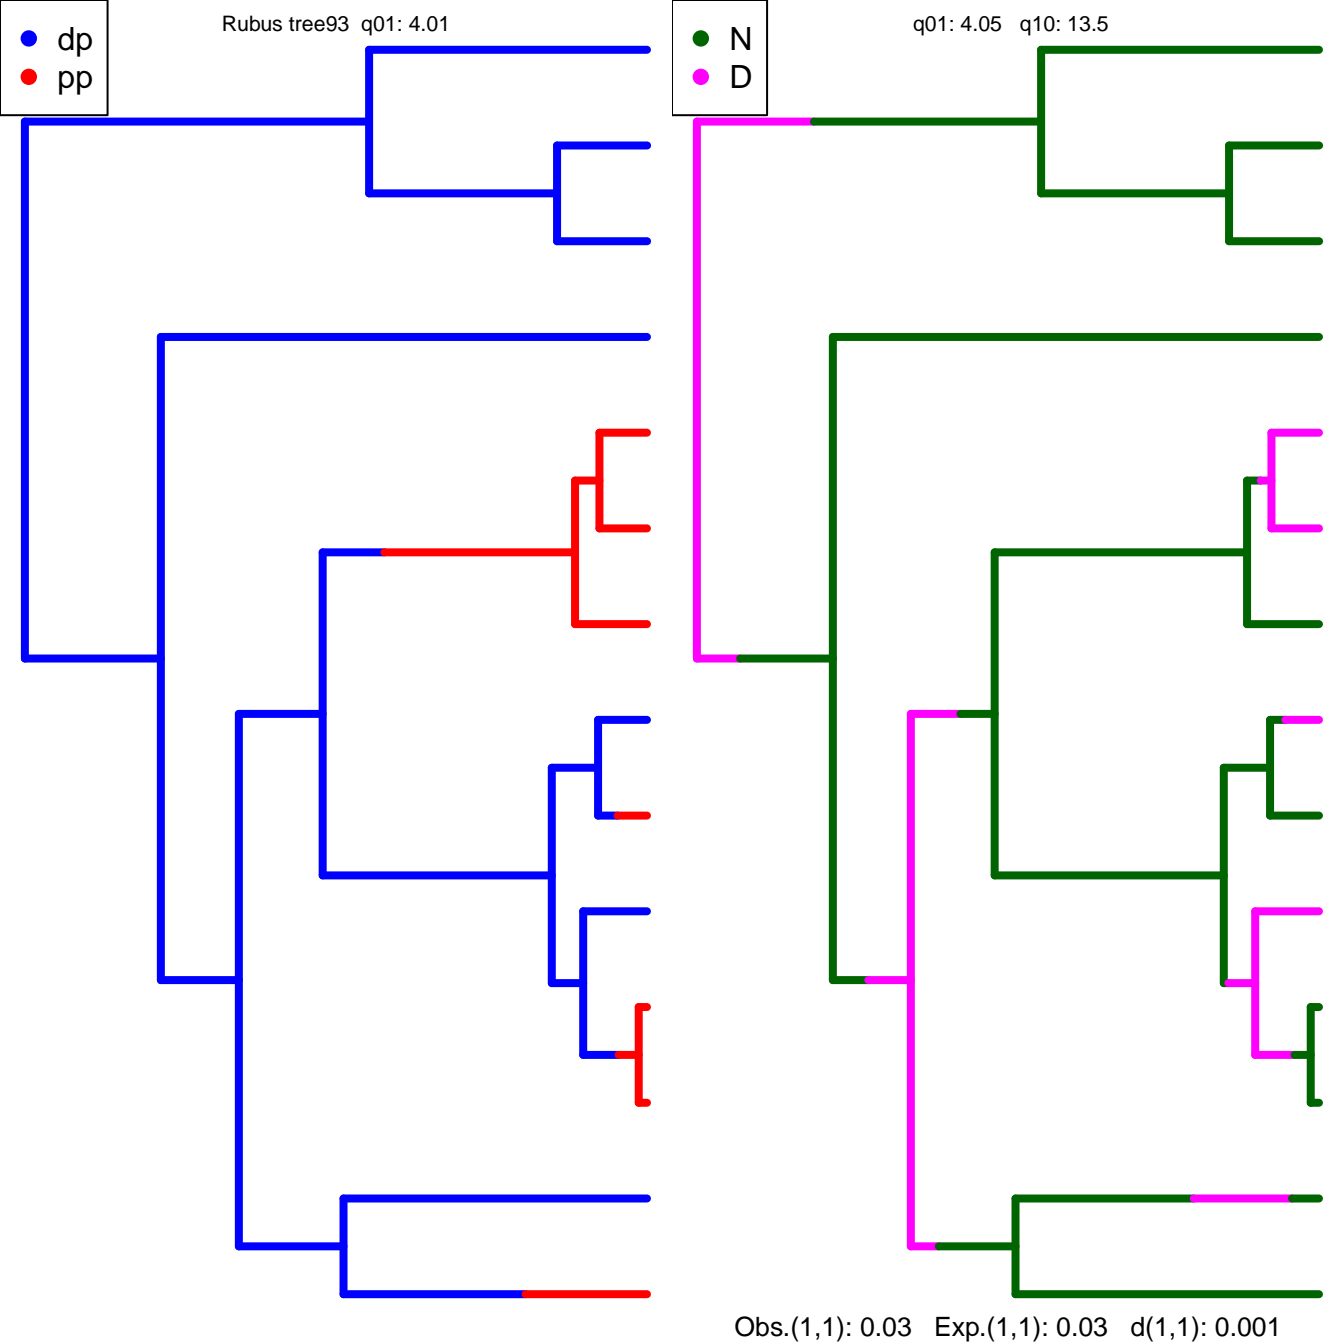 Rubus tree93 q01: 4.01
dp
pp
q01: 4.05 q10: 13.5
N
D
Obs.(1,1): 0.03 Exp.(1,1): 0.03 d(1,1): 0.001